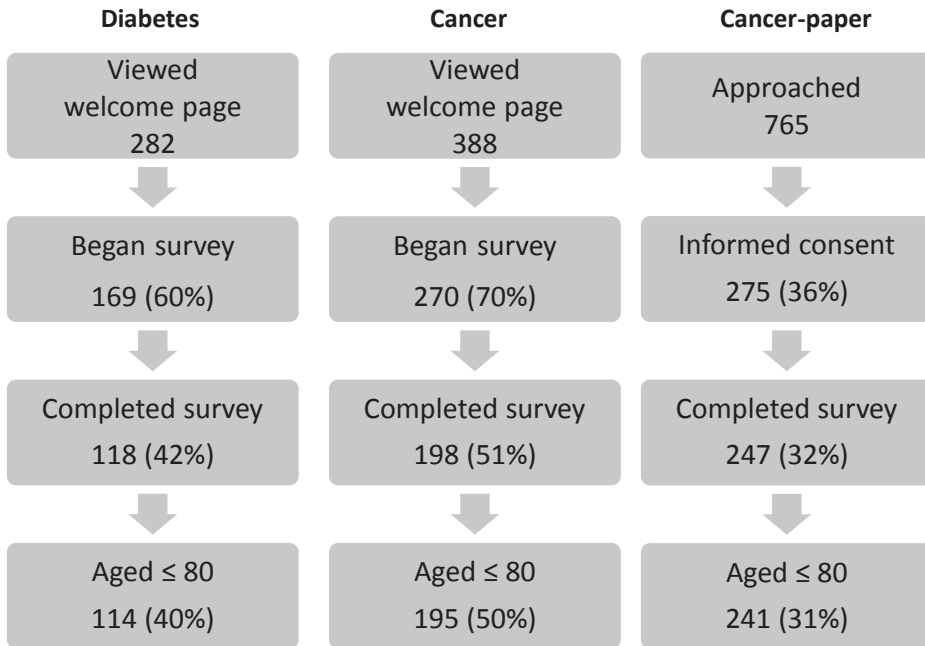 Diabetes
Viewed
welcome page
282
Began survey
169 (60%)
Completed survey
118 (42%)
Aged ≤ 80
114 (40%)
Cancer
Viewed
welcome page
388
Began survey
270 (70%)
Completed survey
198 (51%)
Aged ≤ 80
195 (50%)
Cancer-paper
Approached
765
Informed consent
275 (36%)
Completed survey
247 (32%)
Aged ≤ 80
241 (31%)